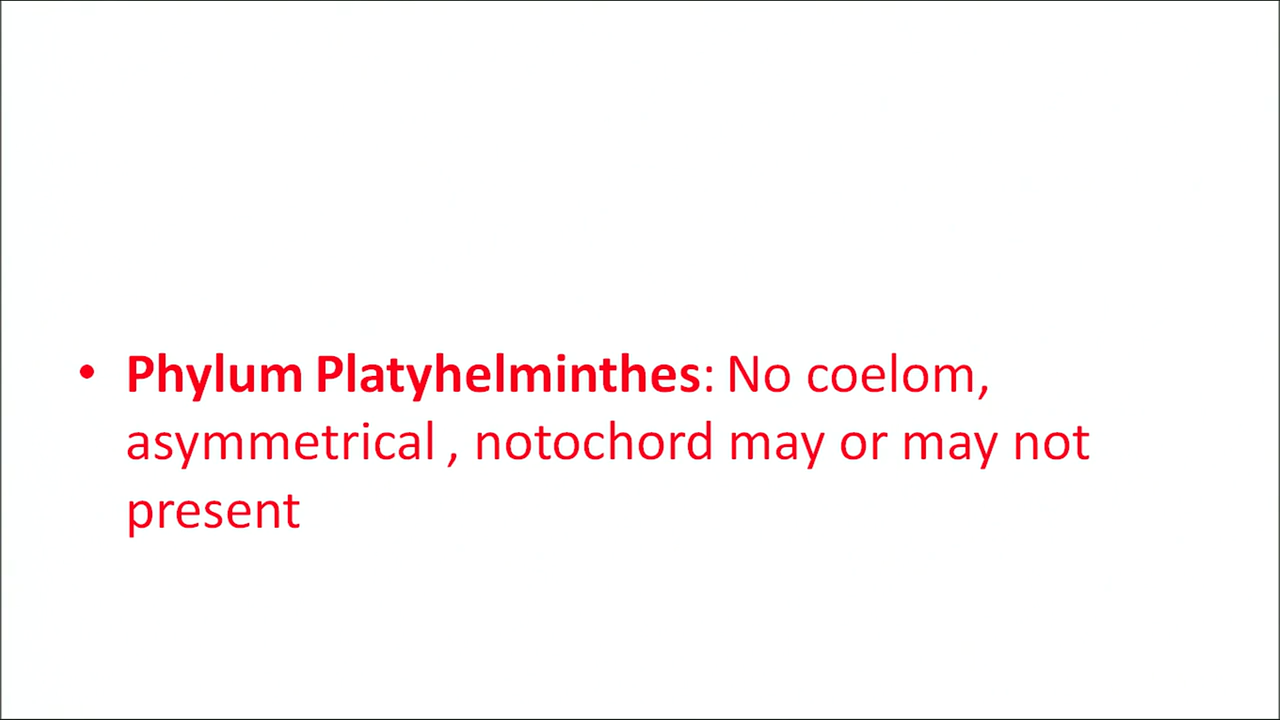 • Phylum Platyhelminthes: No coelom,
asymmetrical , notochord may or may not
present